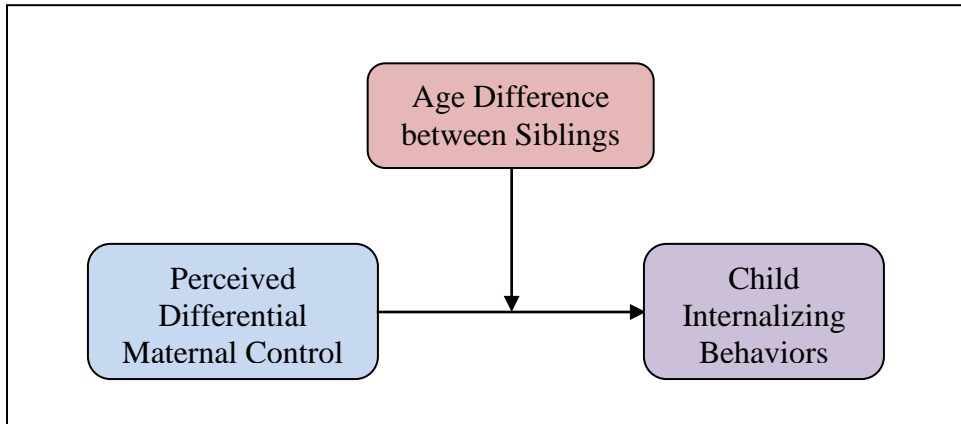 Age Difference
between Siblings
Perceived
Differential
Maternal Control
Child
Internalizing
Behaviors